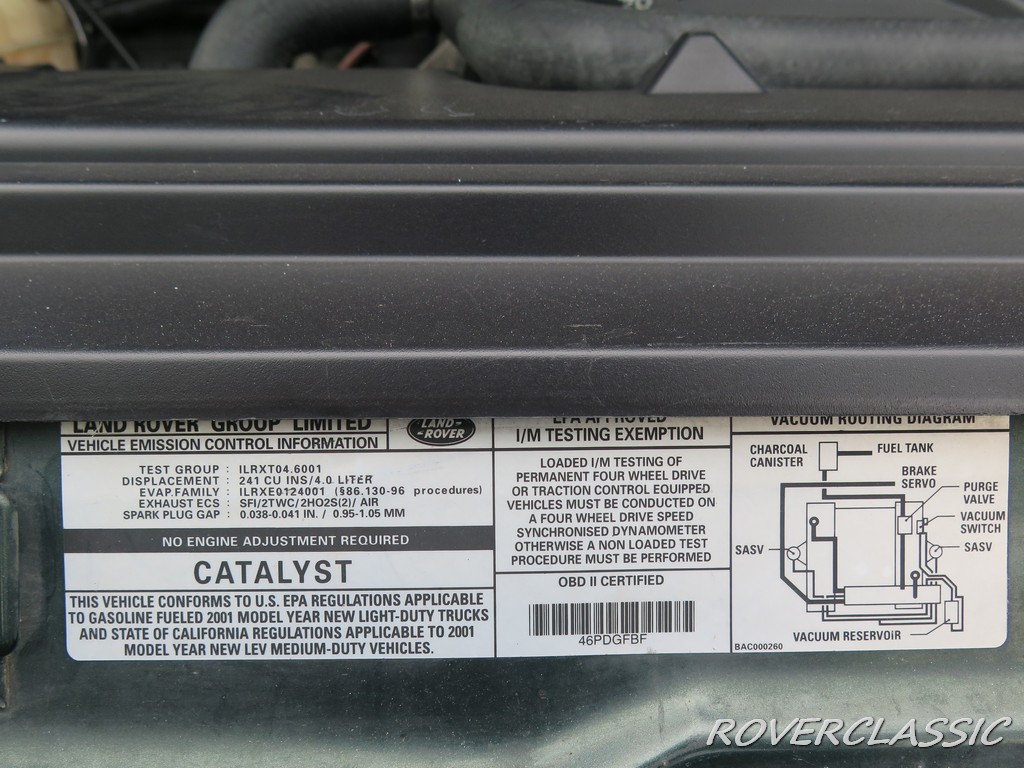 LAND ROVER GROUP LIMITED
VEHICLE EMISSION CONTROL INFORMATION
LAND
ROVER
TEST GROUP : ILRXT04.6001
DISPLACEMENT : 241 CU INS/4.0 LITER
EVAP.FAMILY : ILRXE0124001 (§86.130-96 procedures)
EXHAUST ECS : SFI/2TWC/2HO2S(2)/ AIR
SPARK PLUG GAP : 0.038-0.041 IN. / 0.95-1.05 MM
NO ENGINE ADJUSTMENT REQUIRED
CATALYST
THIS VEHICLE CONFORMS TO U.S. EPA REGULATIONS APPLICABLE
TO GASOLINE FUELED 2001 MODEL YEAR NEW LIGHT-DUTY TRUCKS
AND STATE OF CALIFORNIA REGULATIONS APPLICABLE TO 2001
MODEL YEAR NEW LEV MEDIUM-DUTY VEHICLES.
EPA APPROVED
I/M TESTING EXEMPTION
LOADED I/M TESTING OF
PERMANENT FOUR WHEEL DRIVE
OR TRACTION CONTROL EQUIPPED
VEHICLES MUST BE CONDUCTED ON
A FOUR WHEEL DRIVE SPEED
SYNCHRONISED DYNAMOMETER
OTHERWISE A NON LOADED TEST
PROCEDURE MUST BE PERFORMED
OBD II CERTIFIED
46PDGFBF
VACUUM ROUTING DIAGRAM
CHARCOAL
CANISTER
FUEL TANK
BRAKE
SERVO
PURGE
VALVE
VACUUM
SWITCH
SASV
SASV
VACUUM RESERVOiR
BAC000260
ROVERCLASSIC